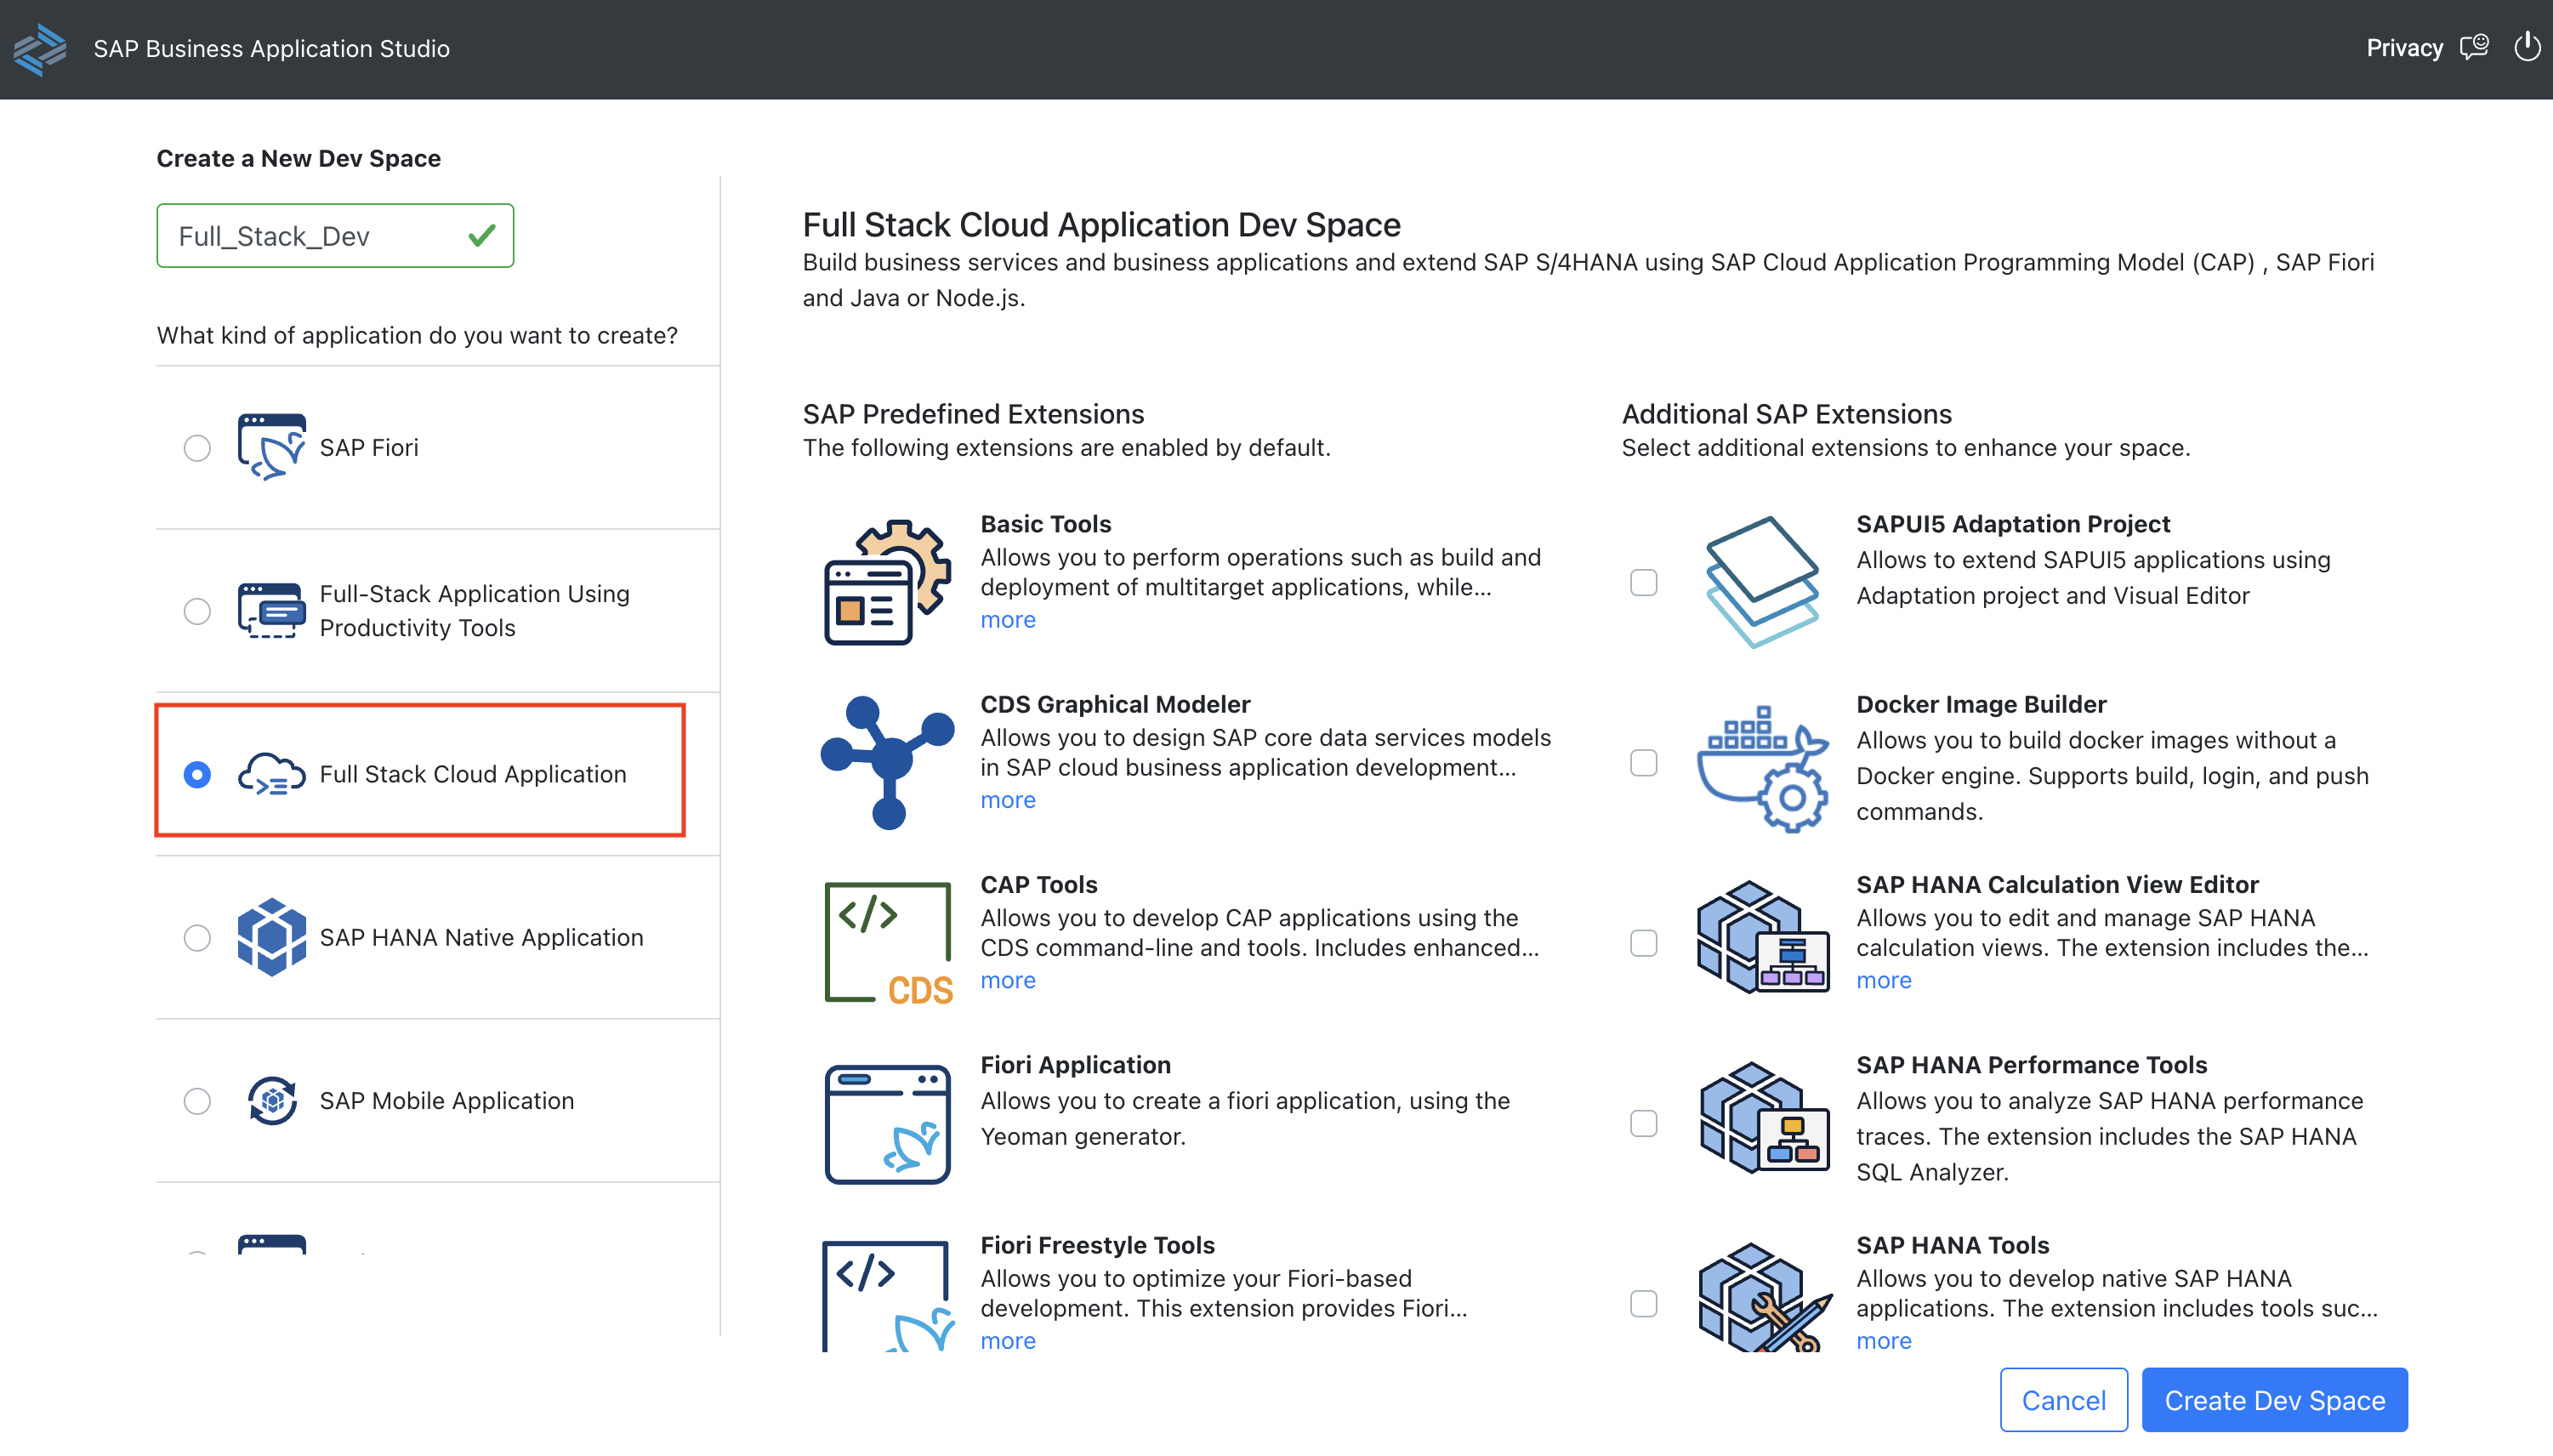 SAP Business Application Studio
Privacy
Create a New Dev Space
Full_Stack_Dev
What kind of application do you want to create?
SAP Fiori
Full-Stack Application Using
Productivity Tools
Full Stack Cloud Application
SAP HANA Native Application
SAP Mobile Application
Full Stack Cloud Application Dev Space
Build business services and business applications and extend SAP S/4HANA using SAP Cloud Application Programming Model (CAP) , SAP Fiori
and Java or Node.js.
SAP Predefined Extensions
The following extensions are enabled by default.
Basic Tools
Allows you to perform operations such as build and
deployment of multitarget applications, while...
more
CDS Graphical Modeler
Allows you to design SAP core data services models
in SAP cloud business application development...
more
</>
CDS
CAP Tools
Allows you to develop CAP applications using the
CDS command-line and tools. Includes enhanced...
more
Fiori Application
Allows you to create a fiori application, using the
Yeoman generator.
</>
Fiori Freestyle Tools
Allows you to optimize your Fiori-based
development. This extension provides Fiori...
more
Additional SAP Extensions
Select additional extensions to enhance your space.
SAPUI5 Adaptation Project
Allows to extend SAPUI5 applications using
Adaptation project and Visual Editor
Docker Image Builder
Allows you to build docker images without a
Docker engine. Supports build, login, and push
commands.
SAP HANA Calculation View Editor
Allows you to edit and manage SAP HANA
calculation views. The extension includes the...
more
SAP HANA Performance Tools
Allows you to analyze SAP HANA performance
traces. The extension includes the SAP HANA
SQL Analyzer.
SAP HANA Tools
Allows you to develop native SAP HANA
applications. The extension includes tools suc...
more
Cancel
Create Dev Space